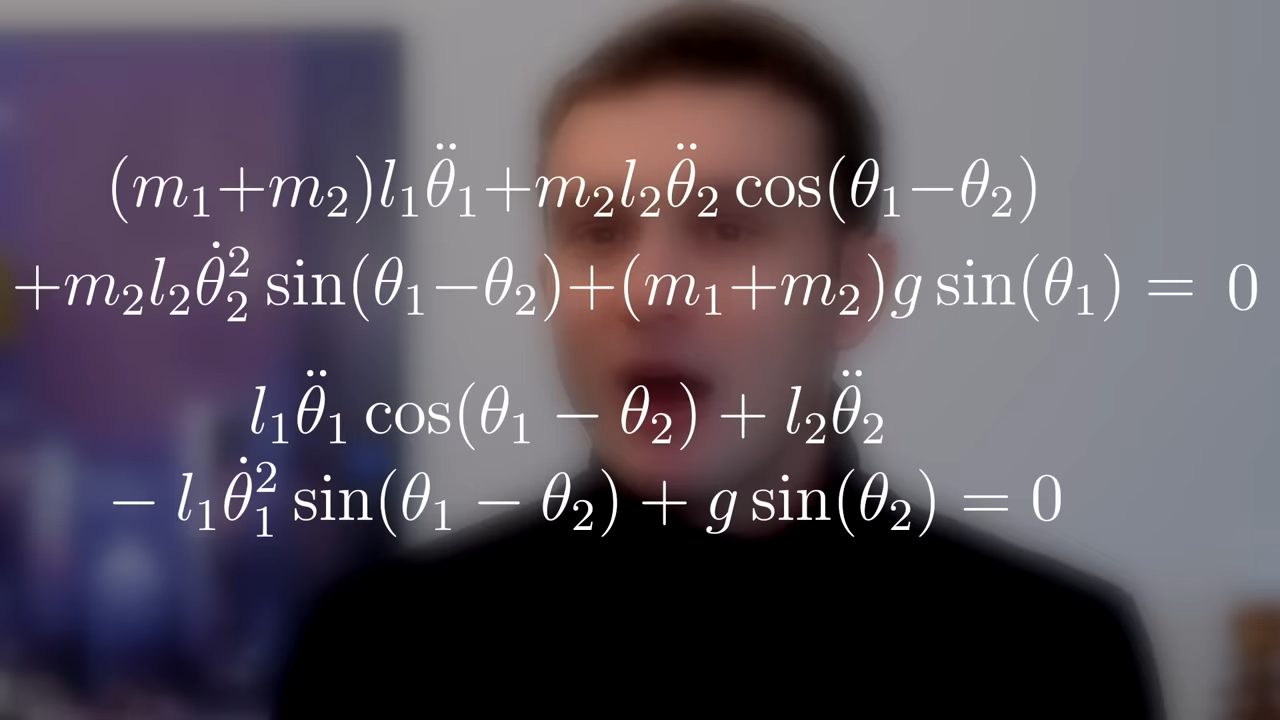 (m₁+m₂)l₁θ̈₁+m₂l₂θ̈₂ cos(θ₁−θ₂)
+m₂l₂θ̇₂² sin(θ₁−θ₂)+(m₁+m₂)g sin(θ₁) = 0
l₁θ̈₁ cos(θ₁ − θ₂) + l₂θ̈₂
− l₁θ̇₁² sin(θ₁ − θ₂) + g sin(θ₂) = 0